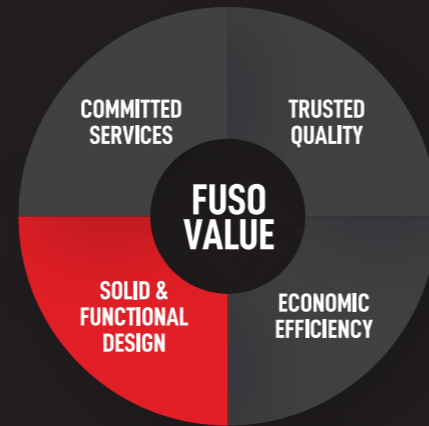 COMMITTED
SERVICES
TRUSTED
QUALITY
FUSO
VALUE
SOLID &
FUNCTIONAL
DESIGN
ECONOMIC
EFFICIENCY